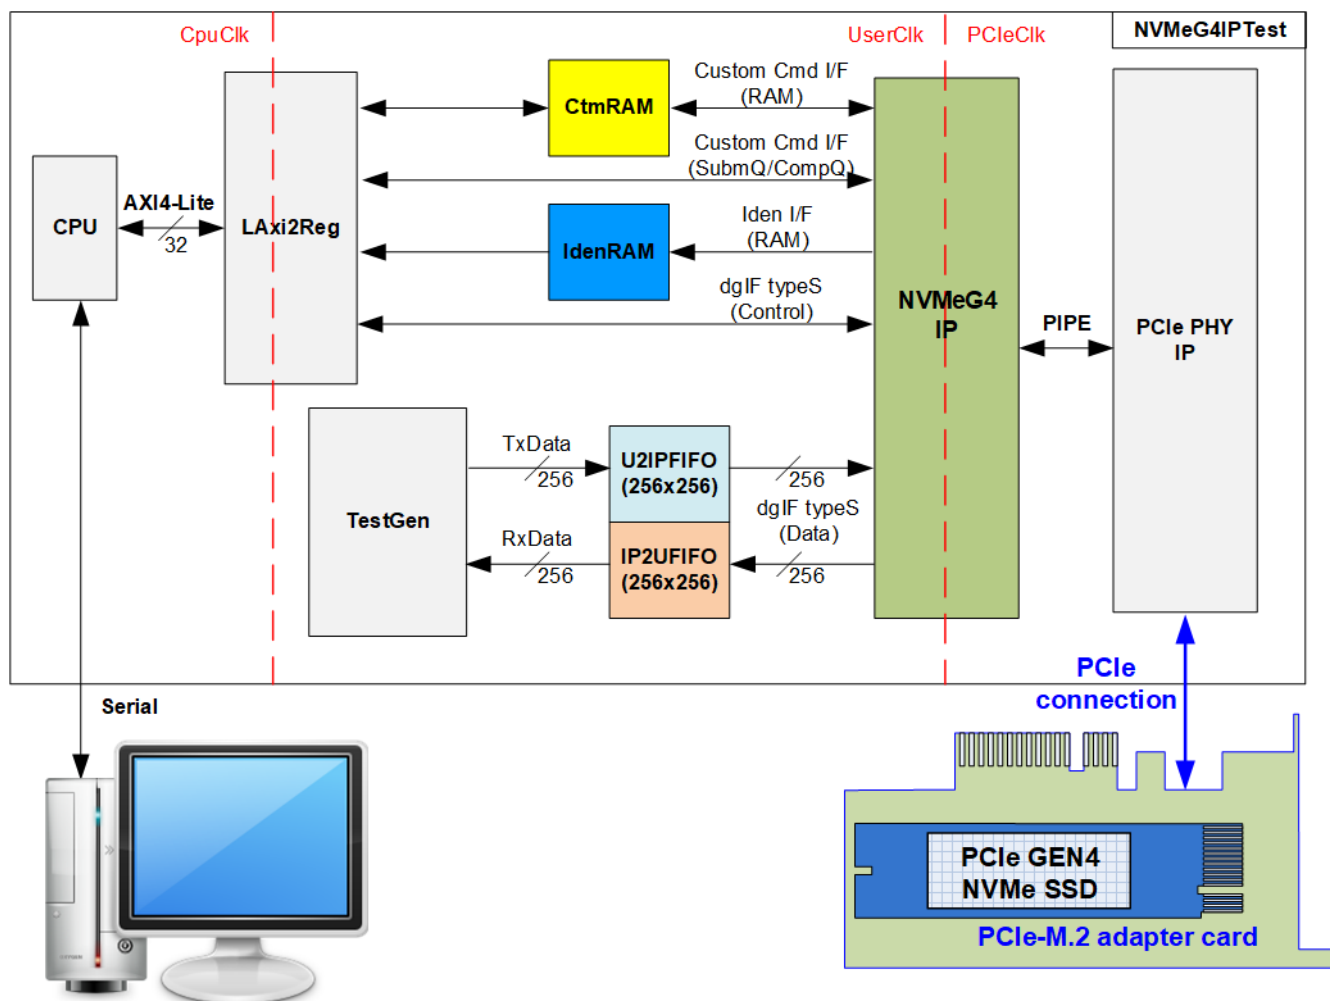 CpuClk
UserClk
PCIeClk
NVMeG4IPTest
Custom Cmd I/F
(RAM)
CtmRAM
Custom Cmd I/F
(SubmQ/CompQ)
CPU
AXI4-Lite
32
LAxi2Reg
Iden I/F
(RAM)
IdenRAM
dgIF typeS
(Control)
NVMeG4
IP
PIPE
PCIe PHY
IP
TestGen
TxData
256
U2IPFIFO
(256x256)
256
dgIF typeS
(Data)
RxData
256
IP2UFIFO
(256x256)
256
PCIe
connection
Serial
PCIe GEN4
NVMe SSD
PCIe-M.2 adapter card